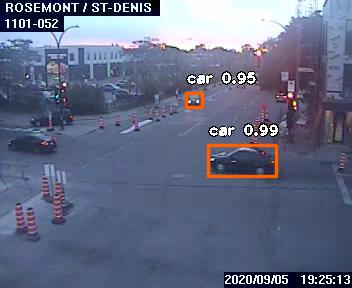 ROSEMONT / ST-DENIS
1101-052
car 0.95
car 0.99
2020/09/05 19:25:13